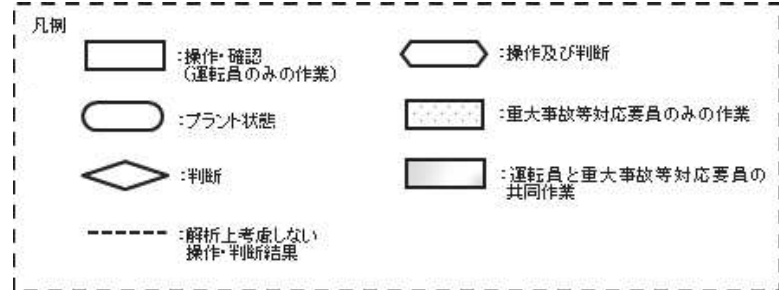 凡例
:操作・確認
(運転員のみの作業)
:操作及び判断
:プラント状態
:重大事故等対応要員のみの作業
:判断
:運転員と重大事故等対応要員の
共同作業
:解析上考慮しない
操作・判断結果